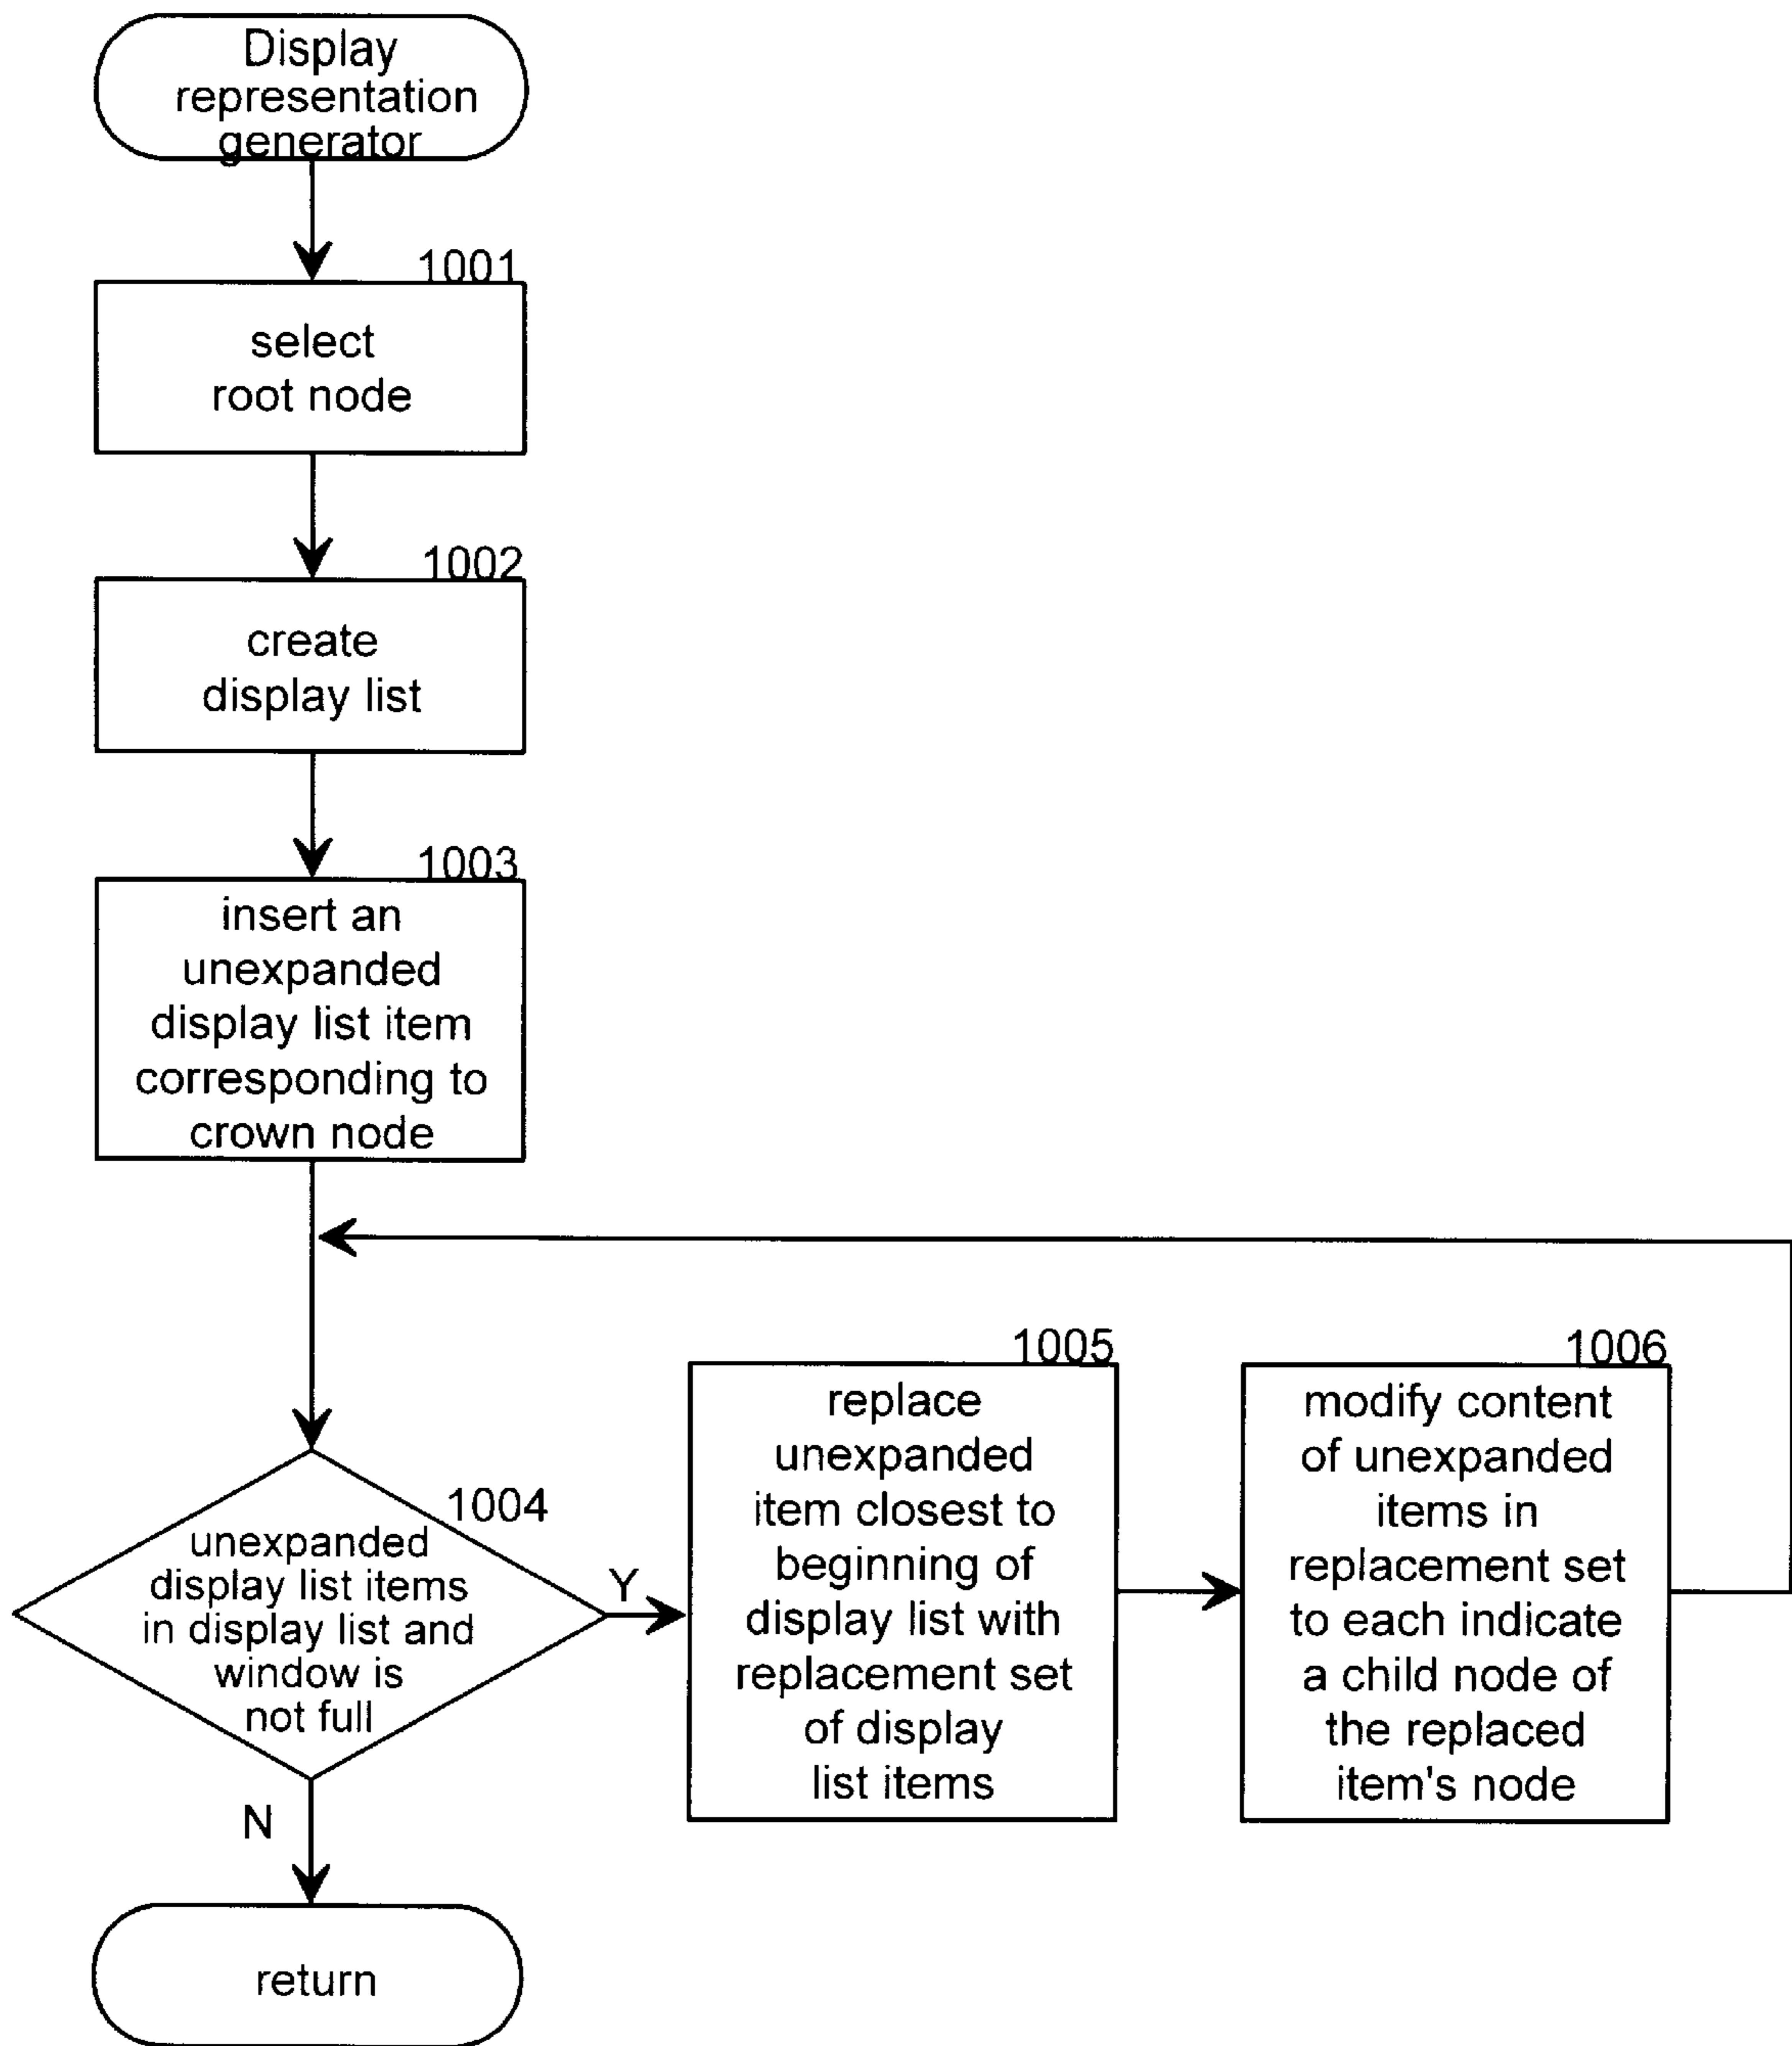 Display
representation
generator
1001
select
root node
1002
create
display list
1003
insert an
unexpanded
display list item
corresponding to
crown node
1004
unexpanded
display list items
in display list and
window is
not full
Y
N
1005
replace
unexpanded
item closest to
beginning of
display list with
replacement set
of display
list items
1006
modify content
of unexpanded
items in
replacement set
to each indicate
a child node of
the replaced
item's node
return